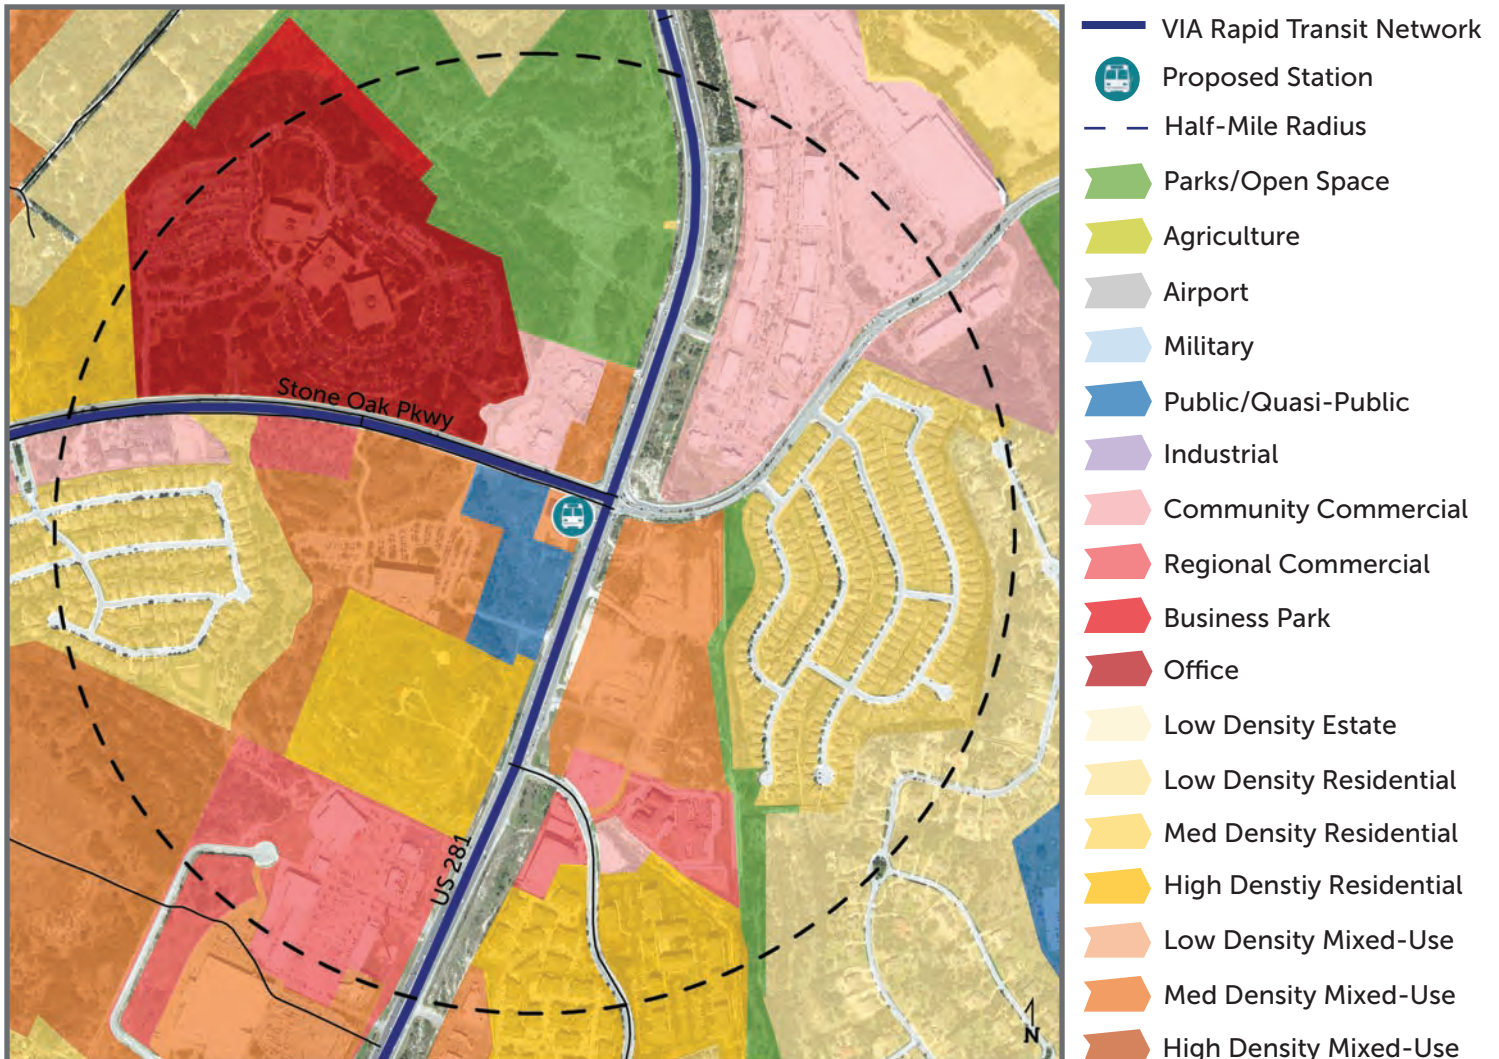 VIA Rapid Transit Network
Proposed Station
Half-Mile Radius
Parks/Open Space
Agriculture
Airport
Military
Public/Quasi-Public
Industrial
Community Commercial
Regional Commercial
Business Park
Office
Low Density Estate
Low Density Residential
Med Density Residential
High Denstiy Residential
Low Density Mixed-Use
Med Density Mixed-Use
High Density Mixed-Use
Stone Oak Pkwy
US 281
N